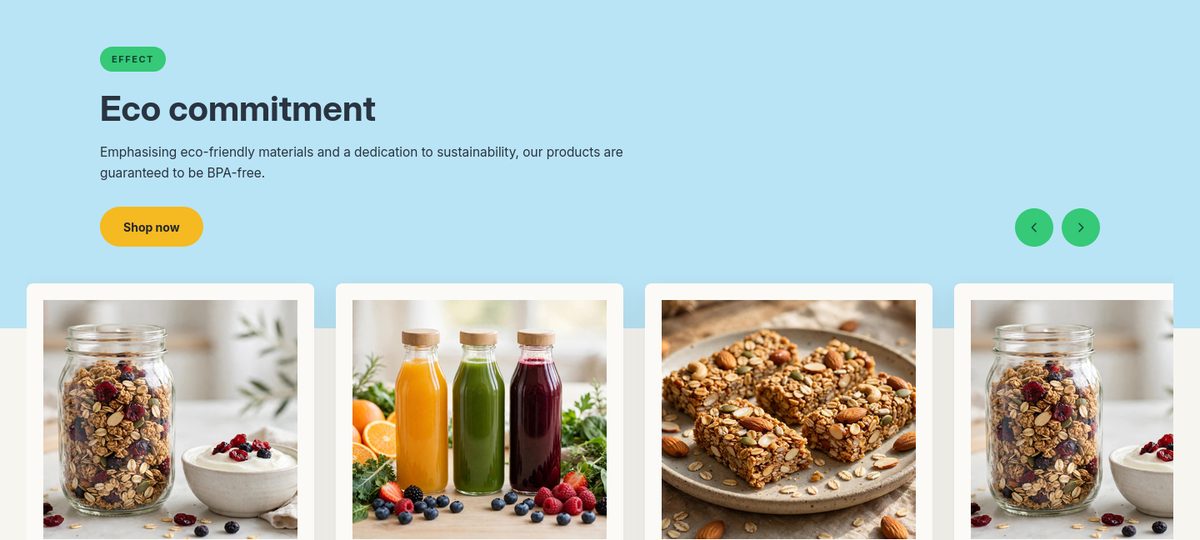 EFFECT
Eco commitment
Emphasising eco-friendly materials and a dedication to sustainability, our products are
guaranteed to be BPA-free.
Shop now